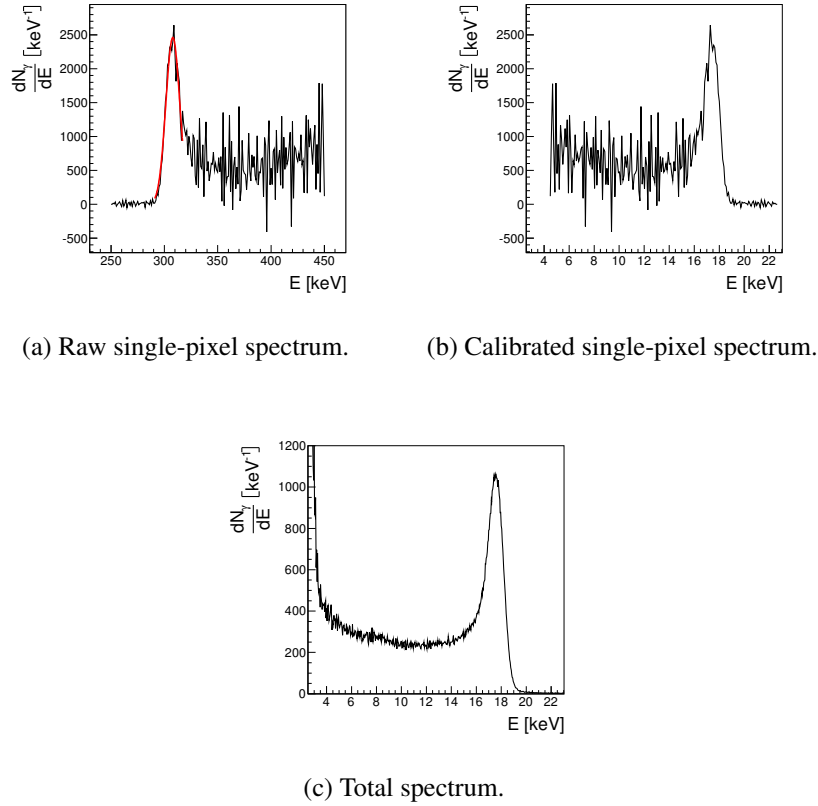 dN_γ/dE [keV⁻¹]
2500
2000
1500
1000
500
0
-500
250 300 350 400 450
E [keV]
dN_γ/dE [keV⁻¹]
2500
2000
1500
1000
500
0
-500
4 6 8 10 12 14 16 18 20 22
E [keV]
(a) Raw single-pixel spectrum.
(b) Calibrated single-pixel spectrum.
dN_γ/dE [keV⁻¹]
1200
1000
800
600
400
200
0
4 6 8 10 12 14 16 18 20 22
E [keV]
(c) Total spectrum.